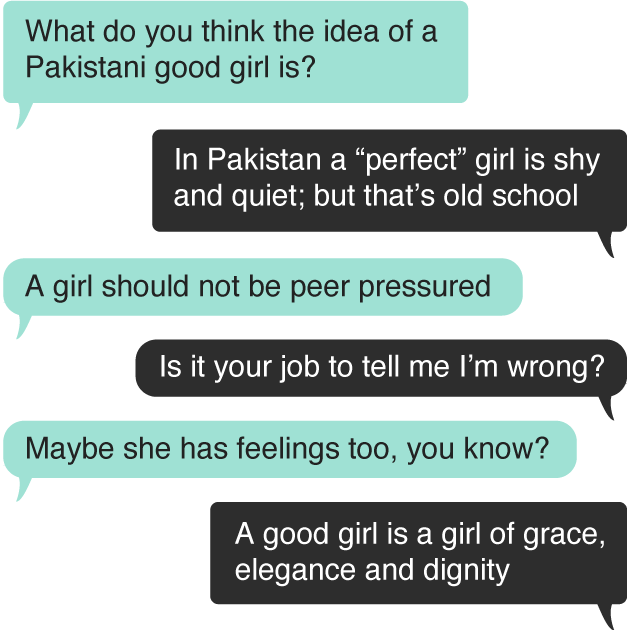 What do you think the idea of a
Pakistani good girl is?
In Pakistan a “perfect” girl is shy
and quiet; but that’s old school
A girl should not be peer pressured
Is it your job to tell me I’m wrong?
Maybe she has feelings too, you know?
A good girl is a girl of grace,
elegance and dignity